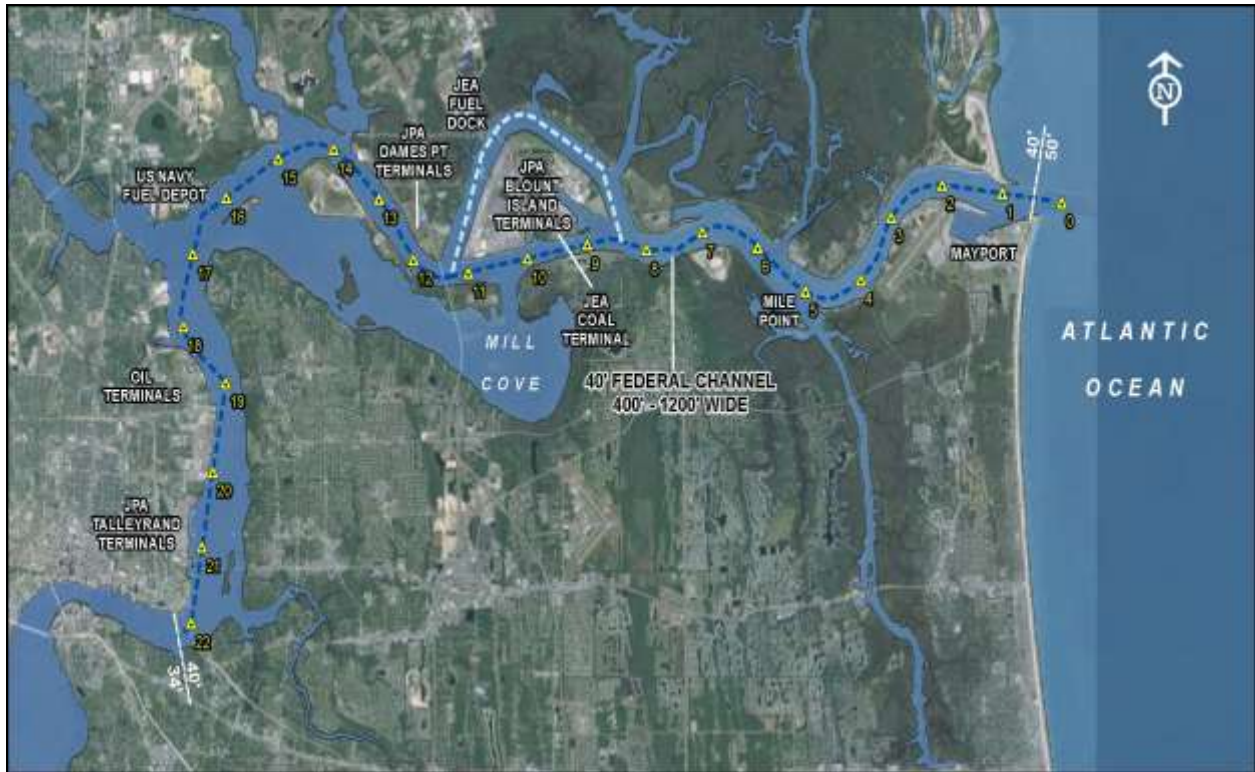 JEA
FUEL
DOCK
JPA
DAMES PT
TERMINALS
US NAVY
FUEL DEPOT
JPA
BLOUNT
ISLAND
TERMINALS
N
40'
50'
14
15
16
13
17
12
11
10
9
8
7
6
5
4
3
2
1
0
MAYPORT
MILE
POINT
JEA
COAL
TERMINAL
MILL
COVE
ATLANTIC
OCEAN
40' FEDERAL CHANNEL
400' - 1200' WIDE
18
OIL
TERMINALS
19
20
JPA
TALLEYRAND
TERMINALS
21
22
40'
34'